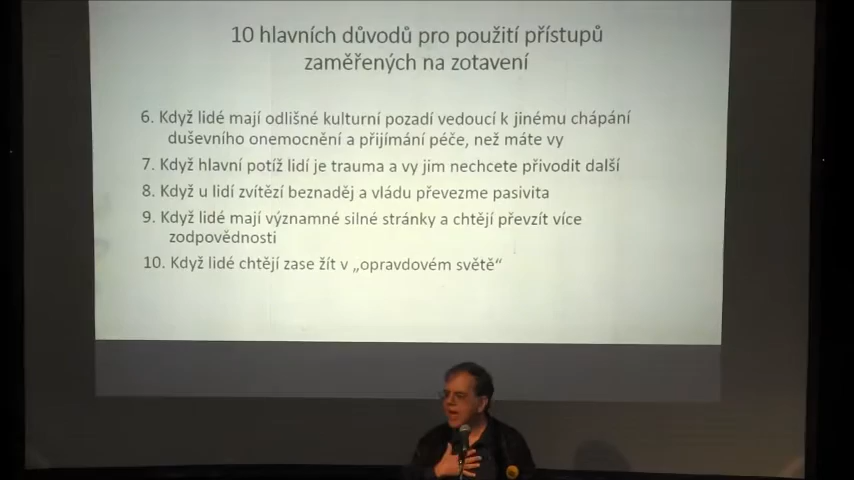 10 hlavních důvodů pro použití přístupů
zaměřených na zotavení
6. Když lidé mají odlišné kulturní pozadí vedoucí k jinému chápání
duševního onemocnění a přijímání péče, než máte vy
7. Když hlavní potíž lidí je trauma a vy jim nechcete přivodit další
8. Když u lidí zvítězí beznaděj a vládu převezme pasivita
9. Když lidé mají významné silné stránky a chtějí převzít více
zodpovědnosti
10. Když lidé chtějí zase žít v „opravdovém světě“